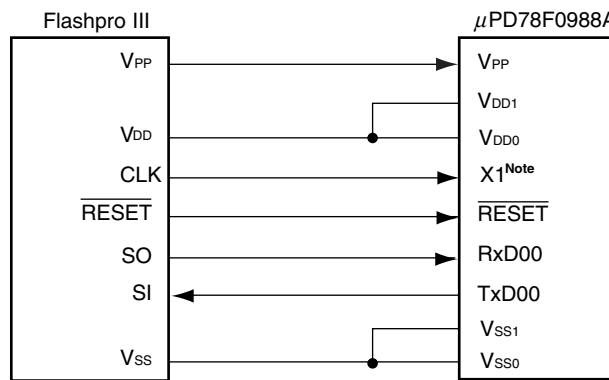 Flashpro III
μPD78F0988A
VPP
VPP
VDD1
VDD
VDD0
CLK
X1Note
RESET
RESET
SO
RxD00
SI
TxD00
VSS1
VSS
VSS0